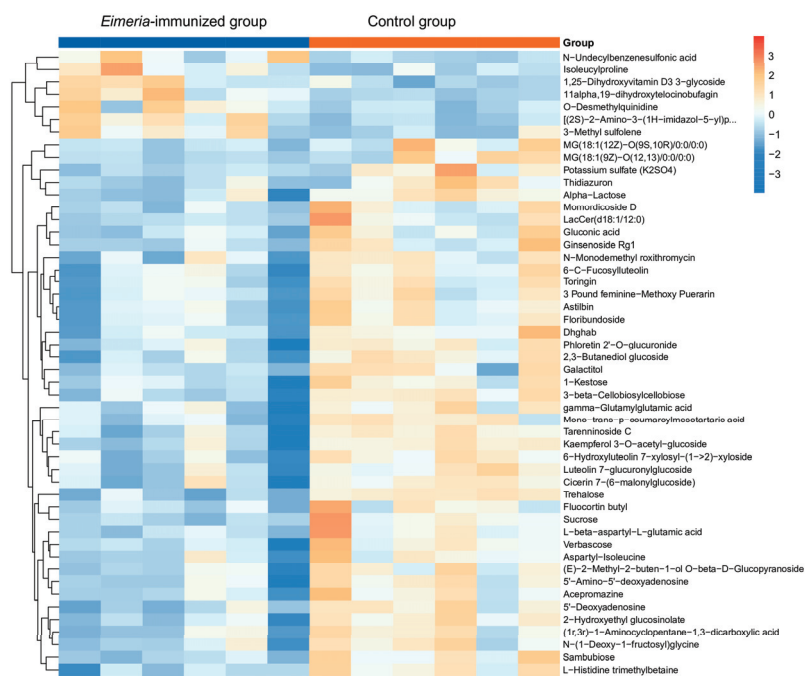 Eimeria-immunized group Control group
Group
N−Undecylbenzenesulfonic acid
Isoleucylproline
1,25−Dihydroxyvitamin D3 3−glycoside
11alpha,19−dihydroxytelocinobufagin
O−Desmethylquinidine
[(2S)−2−Amino−3−(1H−imidazol−5−yl)p...
3−Methyl sulfolene
MG(18:1(12Z)−O(9S,10R)/0:0/0:0)
MG(18:1(9Z)−O(12,13)/0:0/0:0)
Potassium sulfate (K2SO4)
Thidiazuron
Alpha−Lactose
Momordicoside D
LacCer(d18:1/12:0)
Gluconic acid
Ginsenoside Rg1
N−Monodemethyl roxithromycin
6−C−Fucosylluteolin
Toringin
3 Pound feminine−Methoxy Puerarin
Astilbin
Floribundoside
Dhghab
Phloretin 2'−O−glucuronide
2,3−Butanediol glucoside
Galactitol
1−Kestose
3−beta−Cellobiosylcellobiose
gamma−Glutamylglutamic acid
Mono−trans−p−coumaroylmesotartaric acid
Tarenninoside C
Kaempferol 3−O−acetyl−glucoside
6−Hydroxyluteolin 7−xylosyl−(1−>2)−xyloside
Luteolin 7−glucuronylglucoside
Cicerin 7−(6−malonylglucoside)
Trehalose
Fluocortin butyl
Sucrose
L−beta−aspartyl−L−glutamic acid
Verbascose
Aspartyl−Isoleucine
(E)−2−Methyl−2−buten−1−ol O−beta−D−Glucopyranoside
5'−Amino−5'−deoxyadenosine
Acepromazine
5'−Deoxyadenosine
2−Hydroxyethyl glucosinolate
(1r,3r)−1−Aminocyclopentane−1,3−dicarboxylic acid
N−(1−Deoxy−1−fructosyl)glycine
Sambubiose
L−Histidine trimethylbetaine
3
2
1
0
−1
−2
−3